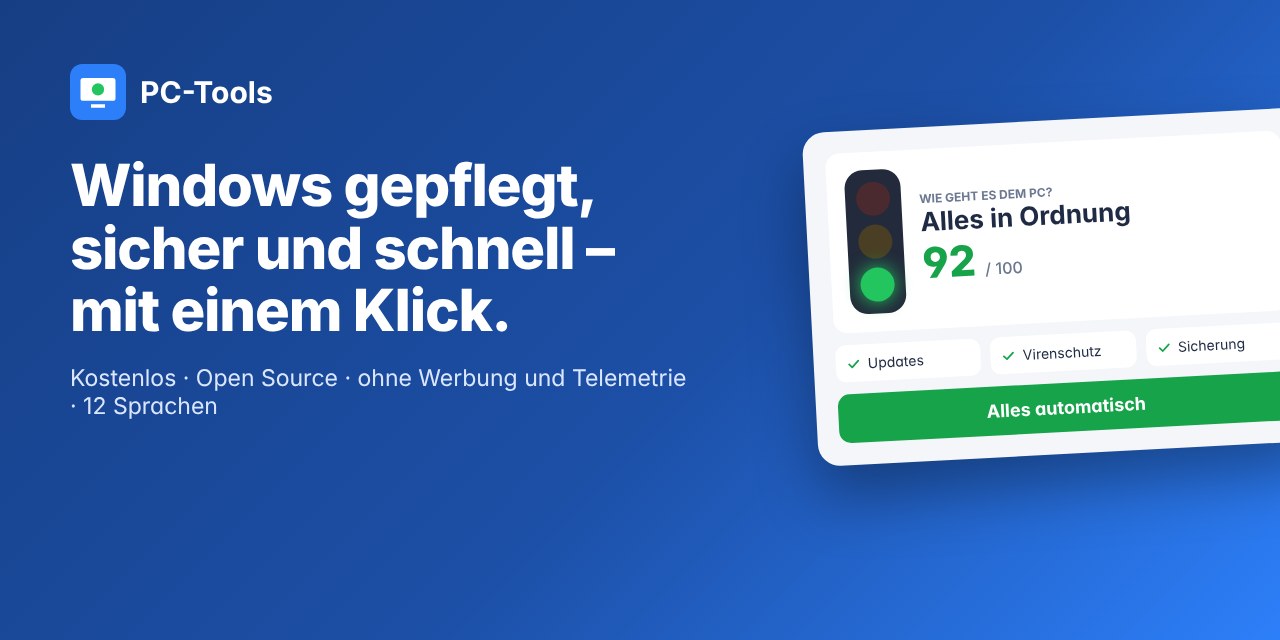 PC-Tools
Windows gepflegt,
sicher und schnell –
mit einem Klick.
Kostenlos · Open Source · ohne Werbung und Telemetrie
· 12 Sprachen
WIE GEHT ES DEM PC?
Alles in Ordnung
92 / 100
Updates
Virenschutz
Sicherung
Alles automatisch